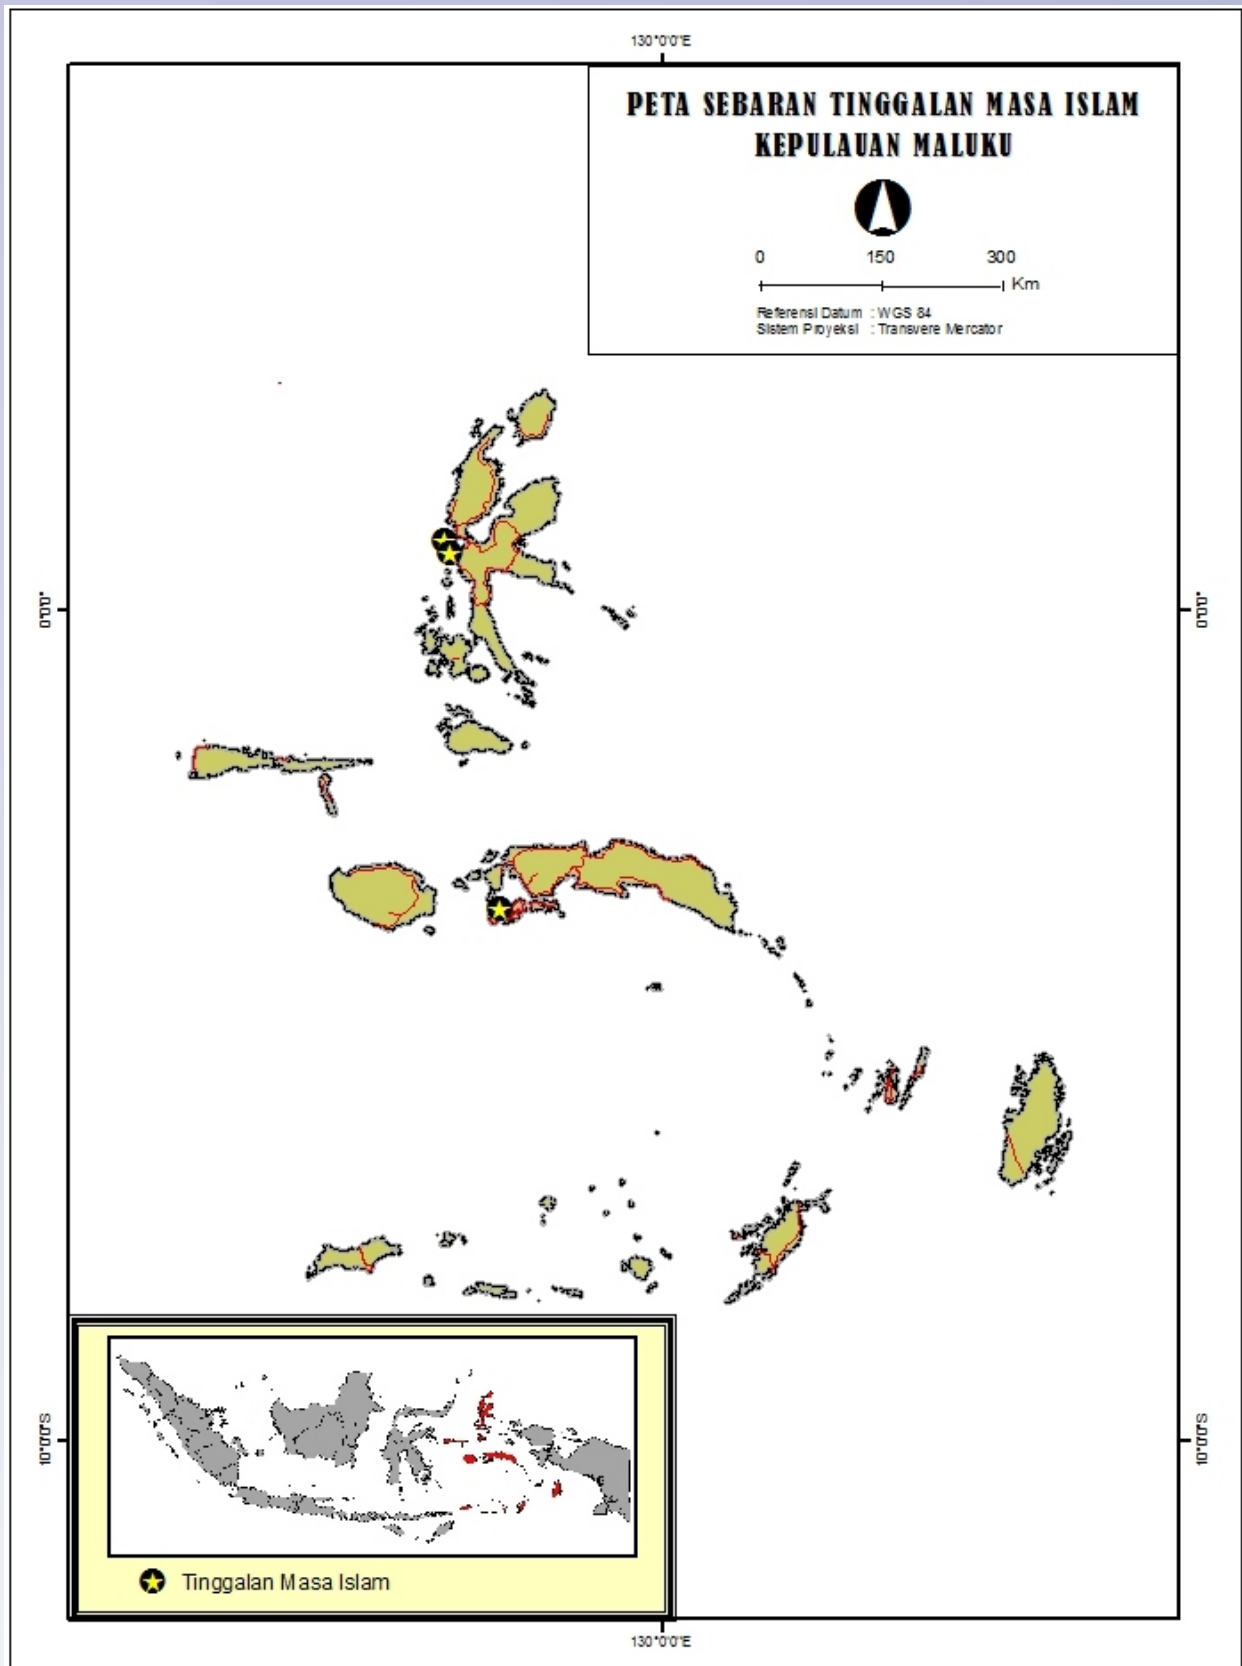 130°0'0"E
PETA SEBARAN TINGGALAN MASA ISLAM
KEPULAUAN MALUKU
0 150 300
Km
Referensi Datum : WGS 84
Sistem Proyeksi : Transvere Mercator
0°0'0"
0°0'0"
10°0'0"S
10°0'0"S
Tinggalan Masa Islam
130°0'0"E